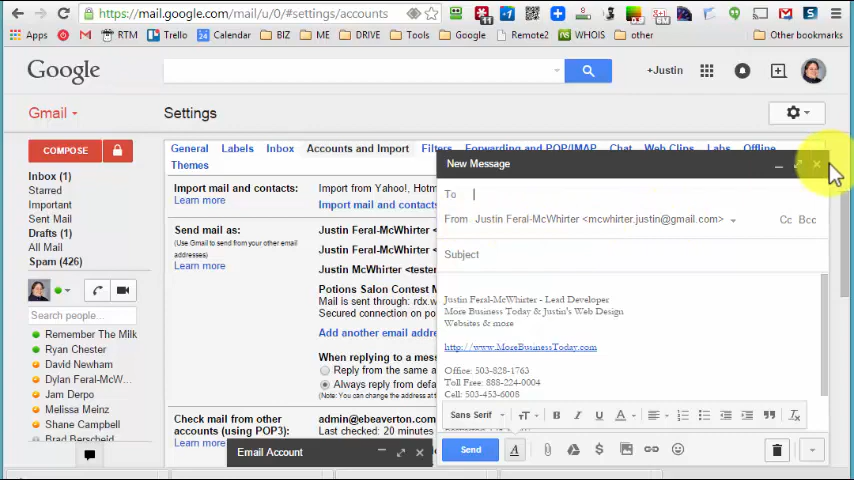 https://mail.google.com/mail/u/0/#settings/accounts
Apps RTM Trello Calendar BIZ ME DRIVE Tools Google Remote2 WHOIS other Other bookmarks
Google
+Justin
Gmail
Settings
COMPOSE
Inbox (1)
Starred
Important
Sent Mail
Drafts (1)
All Mail
Spam (426)
Search people...
Remember The Milk
Ryan Chester
David Newham
Dylan Feral-McW...
Jam Derpo
Melissa Meinz
Shane Campbell
Brad Berscheid
General Labels Inbox Accounts and Import Filters Forwarding and POP/IMAP Chat Web Clips Labs Offline
Themes
Import mail and contacts:
Learn more
Import from Yahoo!, Hotm
Import mail and contacts
Send mail as:
(Use Gmail to send from your other email
addresses)
Learn more
Justin Feral-McWhirter
Justin Feral-McWhirter
Justin McWhirter <teste
Potions Salon Contest M
Mail is sent through: rdx.w
Secured connection on po
Add another email addre
When replying to a mess
Reply from the same a
Always reply from defa
(Note: You can change the address at
Check mail from other
accounts (using POP3):
Learn more
admin@ebeaverton.com
Last checked: 20 minutes
Email Account
New Message
To
From Justin Feral-McWhirter <mcwhirter.justin@gmail.com>
Cc Bcc
Subject
Justin Feral-McWhirter - Lead Developer
More Business Today & Justin's Web Design
Websites & more
http://www.MoreBusinessToday.com
Office: 503-828-1763
Toll Free: 888-224-0004
Cell: 503-453-6008
Sans Serif
Send